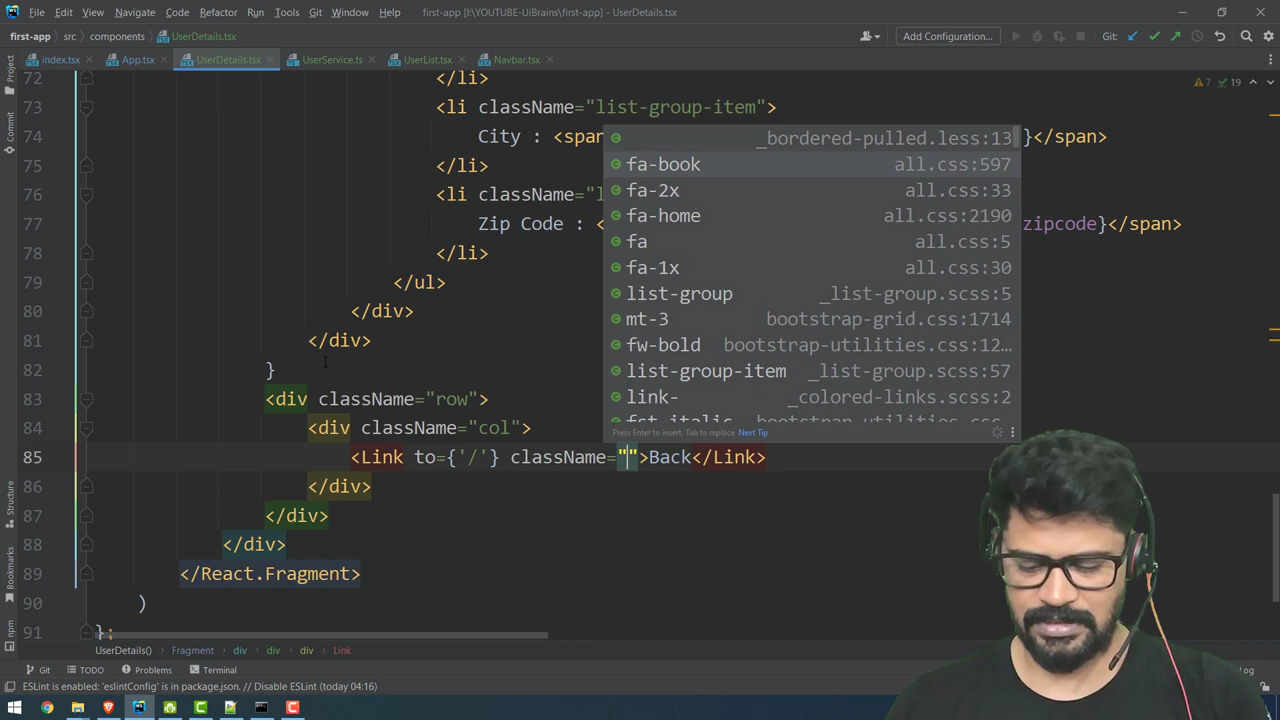 File Edit View Navigate Code Refactor Run Tools Git Window Help first-app [I:\YOUTUBE-UiBrains\first-app] - UserDetails.tsx
first-app src components UserDetails.tsx Add Configuration... Git:
index.tsx App.tsx UserDetails.tsx UserService.ts UserList.tsx Navbar.tsx
Project
Commit
Structure
Bookmarks
npm
7 19
72 </li>
73 <li className="list-group-item">
74 City : <span }</span>
75 </li>
76 <li className="l
77 Zip Code : < zipcode}</span>
78 </li>
79 </ul>
80 </div>
81 </div>
82 }
83 <div className="row">
84 <div className="col">
85 <Link to={'/'} className="">Back</Link>
86 </div>
87 </div>
88 </div>
89 </React.Fragment>
90 )
91 };
_bordered-pulled.less:13
fa-book all.css:597
fa-2x all.css:33
fa-home all.css:2190
fa all.css:5
fa-1x all.css:30
list-group _list-group.scss:5
mt-3 bootstrap-grid.css:1714
fw-bold bootstrap-utilities.css:12...
list-group-item _list-group.scss:57
link- _colored-links.scss:2
fst-italic bootstrap-utilities.css
Press Enter to insert, Tab to replace Next Tip
UserDetails() Fragment div div div Link
Git TODO Problems Terminal
ESLint is enabled: 'eslintConfig' is in package.json. // Disable ESLint (today 04:16)